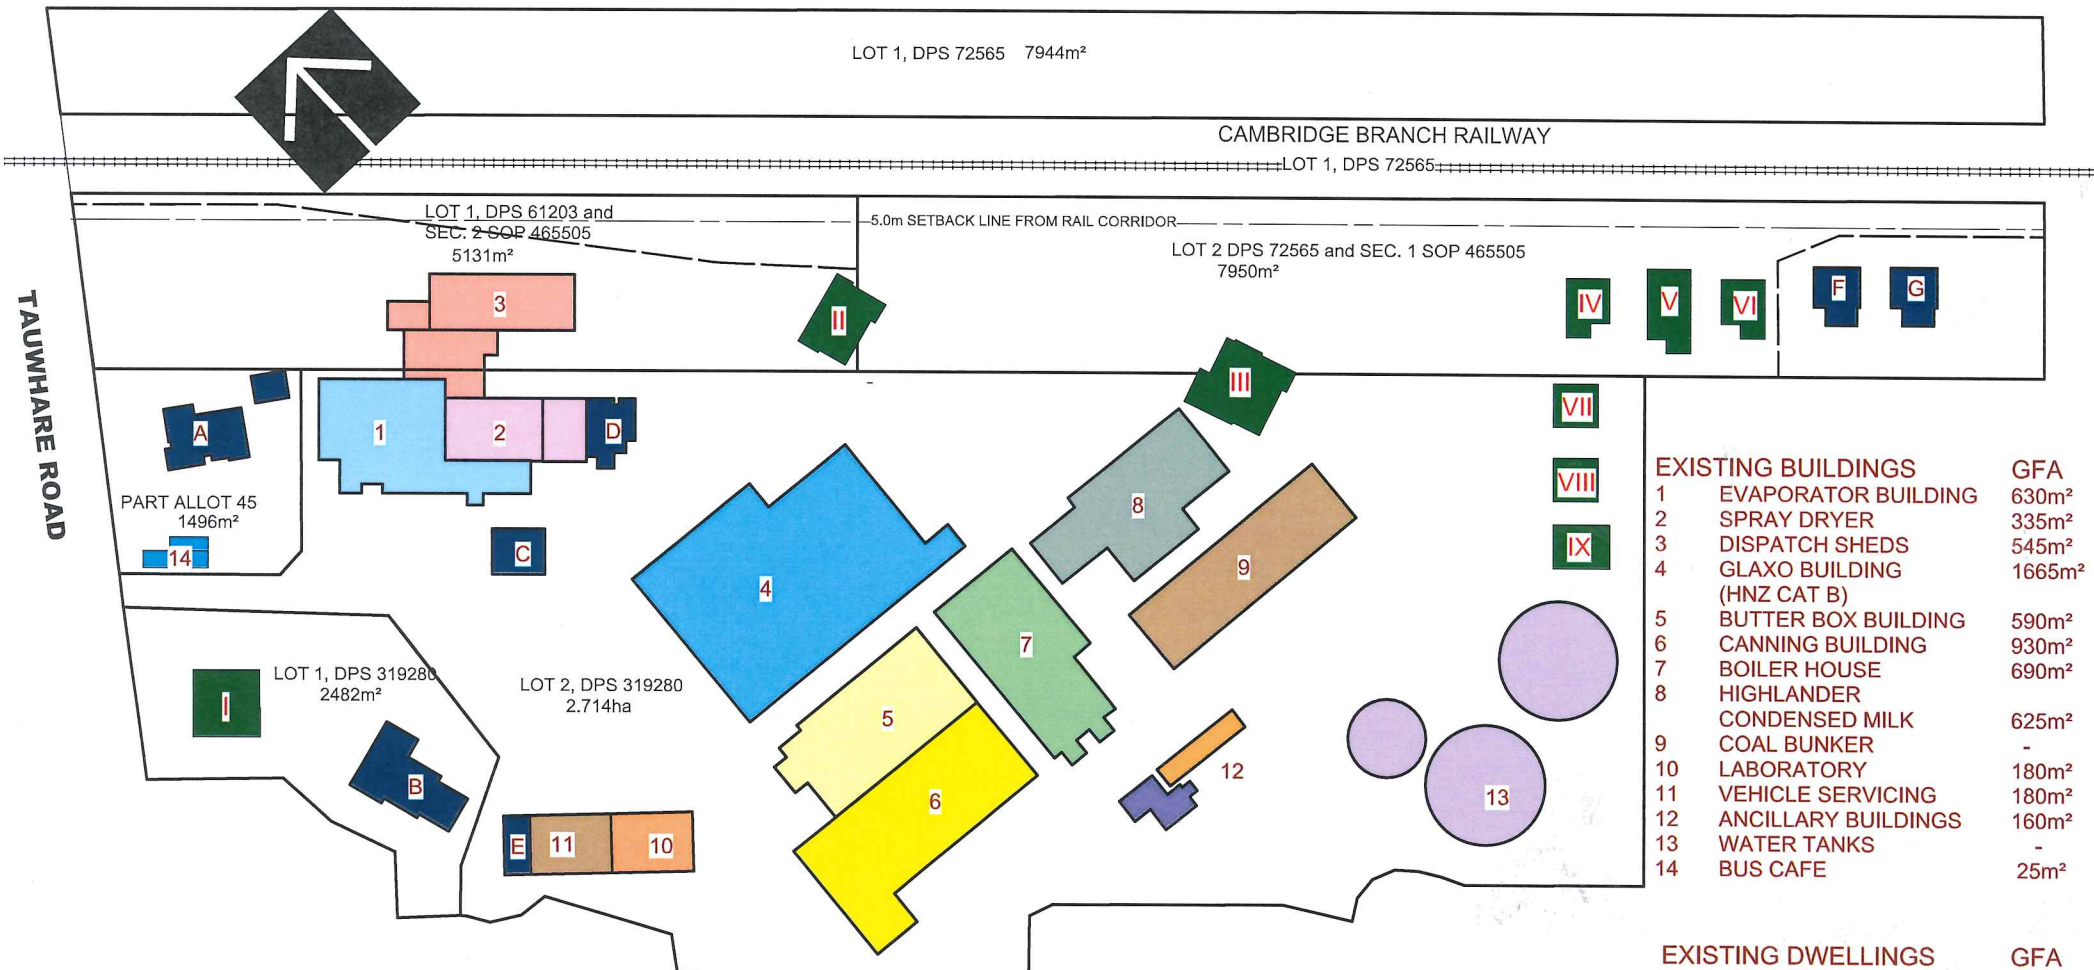 LOT 1, DPS 72565 7944m²
CAMBRIDGE BRANCH RAILWAY
LOT 1, DPS 72565
LOT 1, DPS 61203 and
SEC. 2 SOP 465505
5131m²
5.0m SETBACK LINE FROM RAIL CORRIDOR
LOT 2 DPS 72565 and SEC. 1 SOP 465505
7950m²
TAUWHARE ROAD
3
II
III
IV
V
VI
F
G
A
1
2
D
VII
VIII
IX
PART ALLOT 45
1496m²
14
C
4
8
9
7
LOT 1, DPS 319280
2482m²
I
B
LOT 2, DPS 319280
2.714ha
5
6
12
13
E
11
10
EXISTING BUILDINGS GFA
1 EVAPORATOR BUILDING 630m²
2 SPRAY DRYER 335m²
3 DISPATCH SHEDS 545m²
4 GLAXO BUILDING 1665m²
(HNZ CAT B)
5 BUTTER BOX BUILDING 590m²
6 CANNING BUILDING 930m²
7 BOILER HOUSE 690m²
8 HIGHLANDER
CONDENSED MILK 625m²
9 COAL BUNKER -
10 LABORATORY 180m²
11 VEHICLE SERVICING 180m²
12 ANCILLARY BUILDINGS 160m²
13 WATER TANKS -
14 BUS CAFE 25m²
EXISTING DWELLINGS GFA